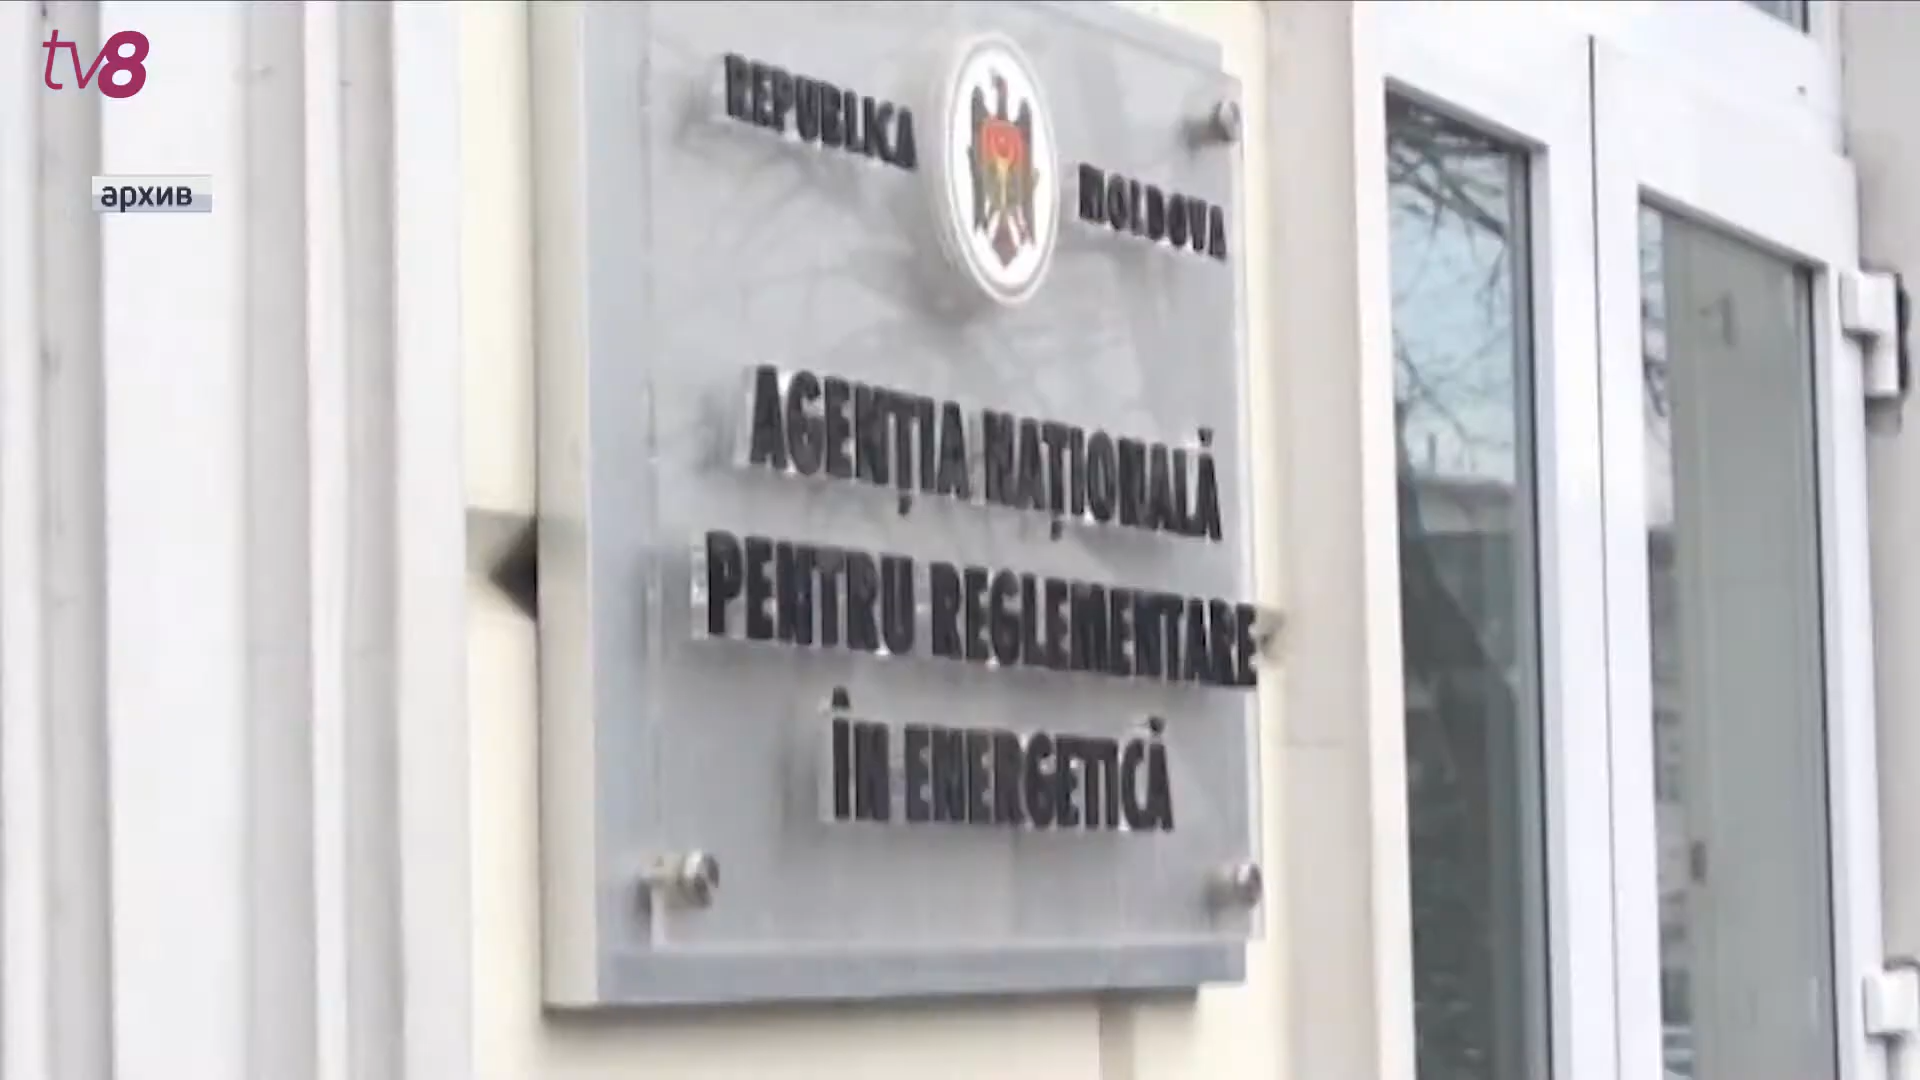 tv8
архив
REPUBLICA MOLDOVA
AGENȚIA NAȚIONALĂ
PENTRU REGLEMENTARE
ÎN ENERGETICĂ